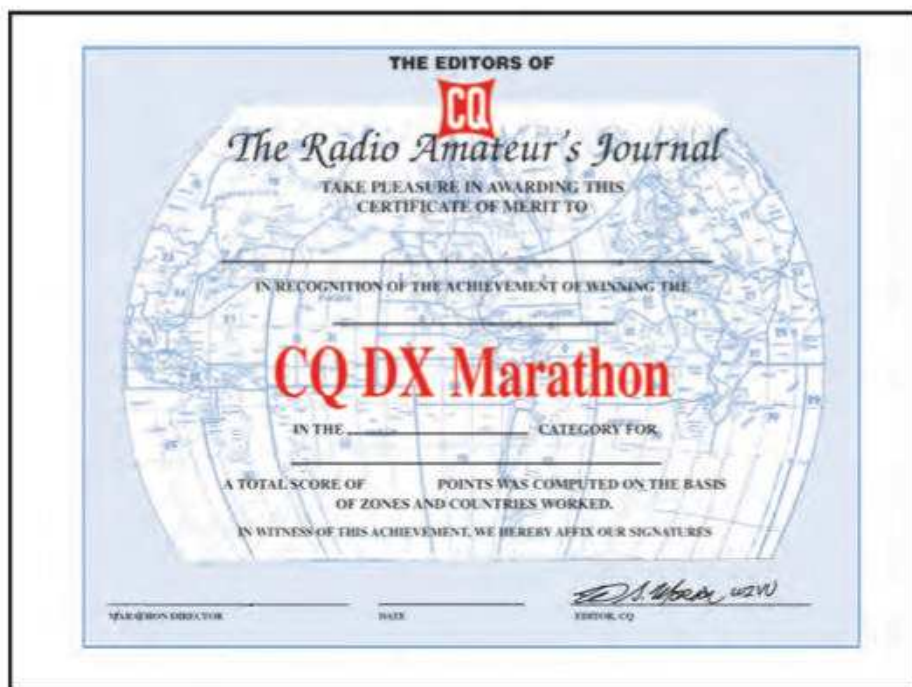 THE EDITORS OF
CQ
The Radio Amateur's Journal
TAKE PLEASURE IN AWARDING THIS
CERTIFICATE OF MERIT TO
IN RECOGNITION OF THE ACHIEVEMENT OF WINNING THE
CQ DX Marathon
IN THE CATEGORY FOR
A TOTAL SCORE OF POINTS WAS COMPUTED ON THE BASIS
OF ZONES AND COUNTRIES WORKED.
IN WITNESS OF THIS ACHIEVEMENT, WE HEREBY AFFIX OUR SIGNATURES
W2VU
MARATHON DIRECTOR DATE EDITOR, CQ